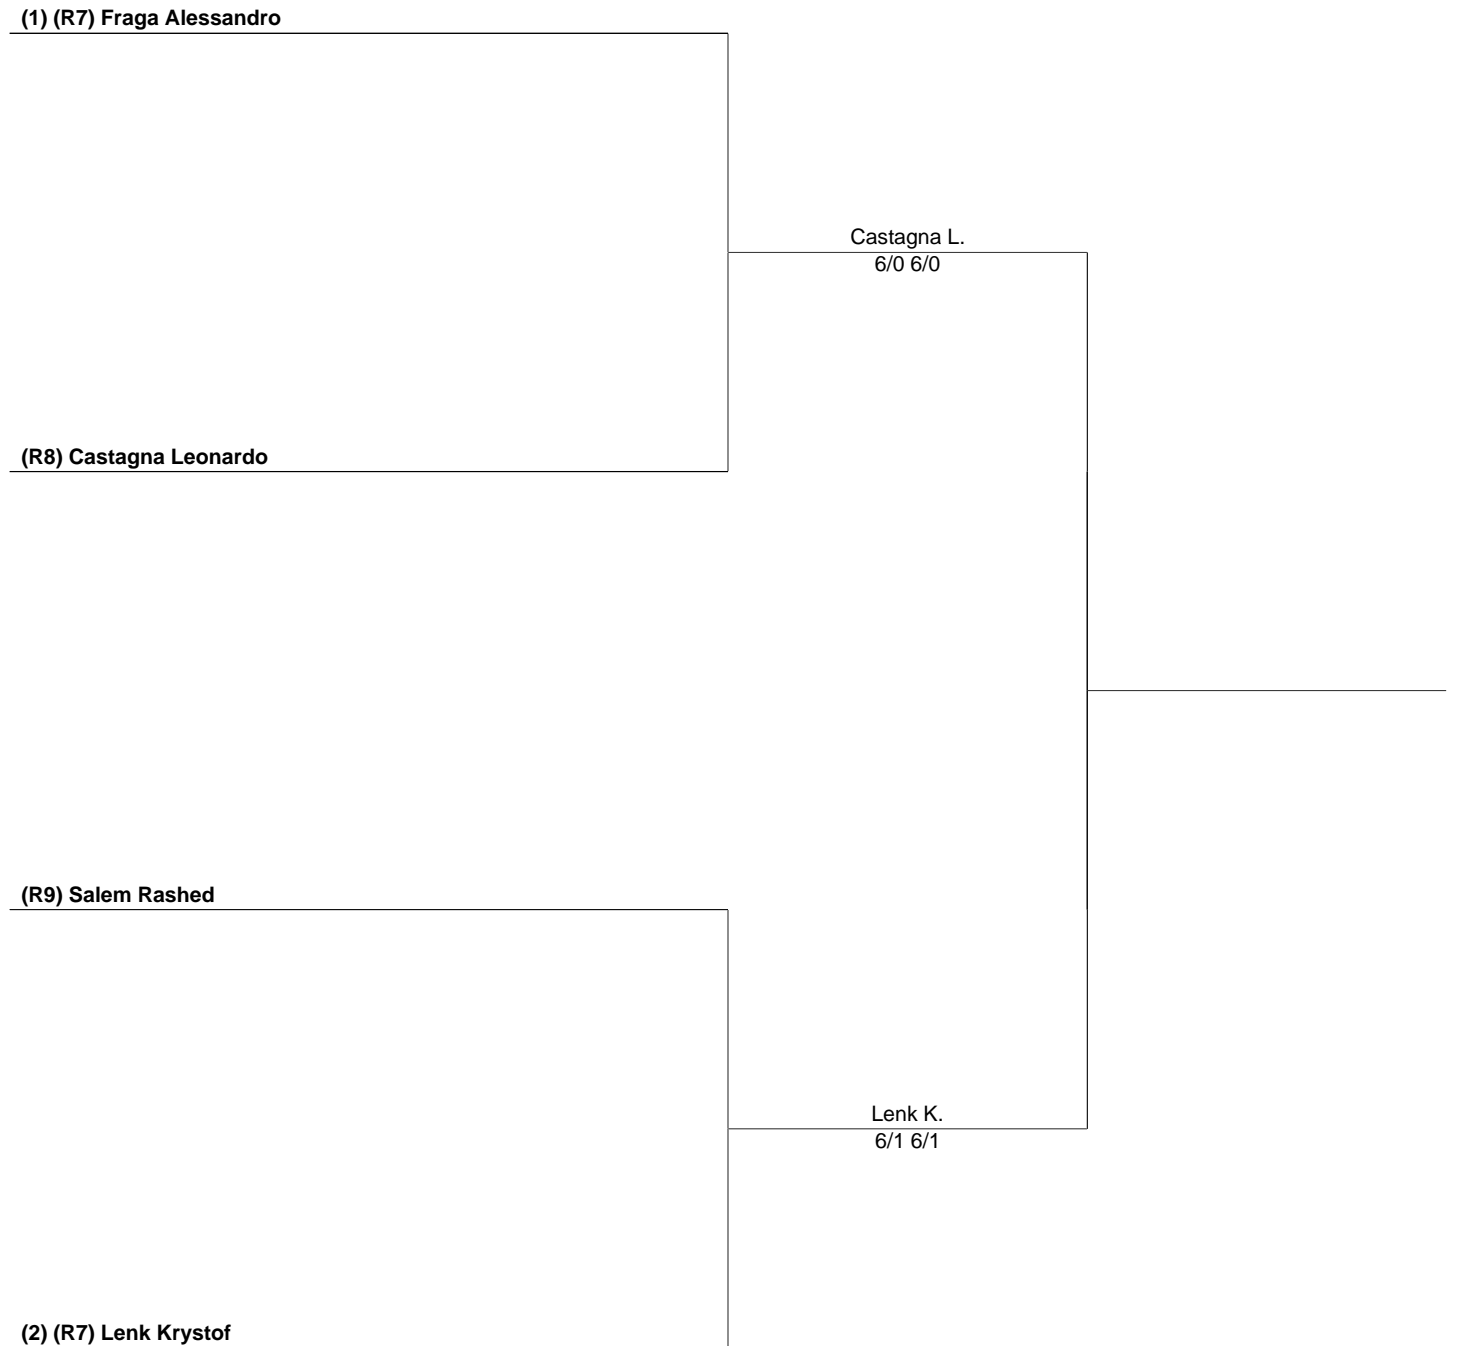 (1) (R7) Fraga Alessandro
Castagna L.
6/0 6/0
(R8) Castagna Leonardo
(R9) Salem Rashed
Lenk K.
6/1 6/1
(2) (R7) Lenk Krystof